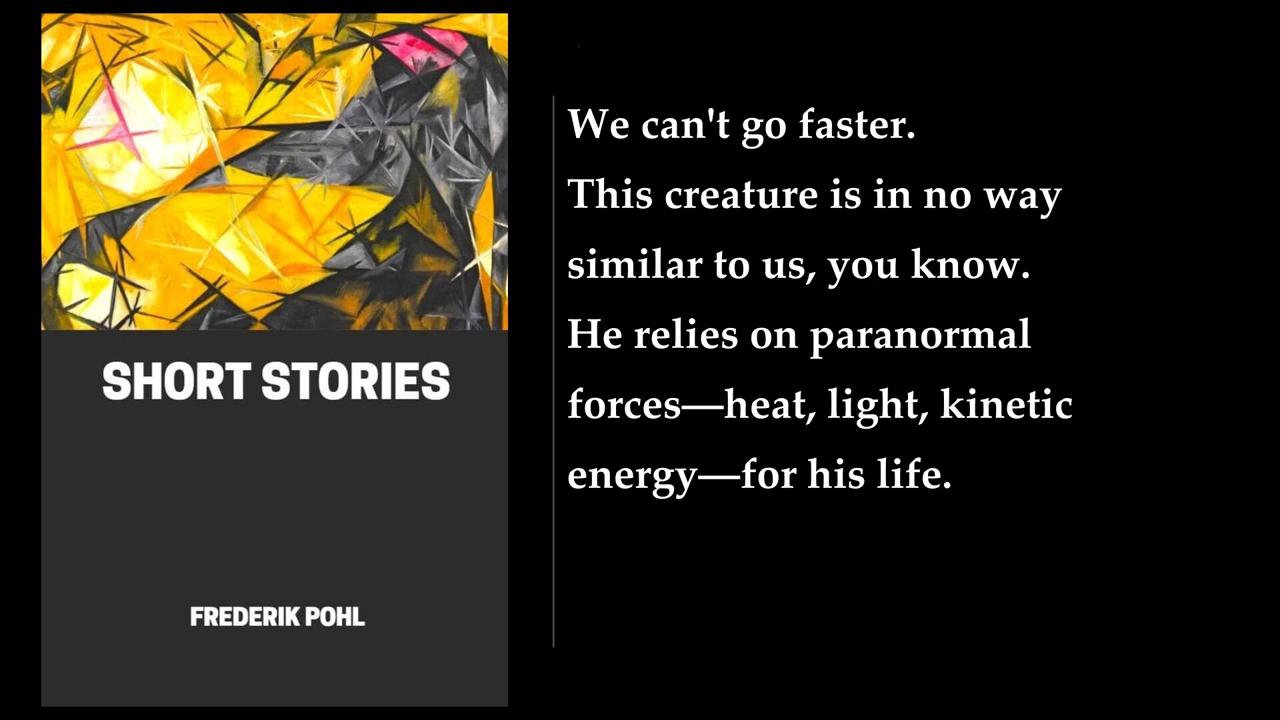 SHORT STORIES
FREDERIK POHL
We can't go faster.
This creature is in no way
similar to us, you know.
He relies on paranormal
forces—heat, light, kinetic
energy—for his life.